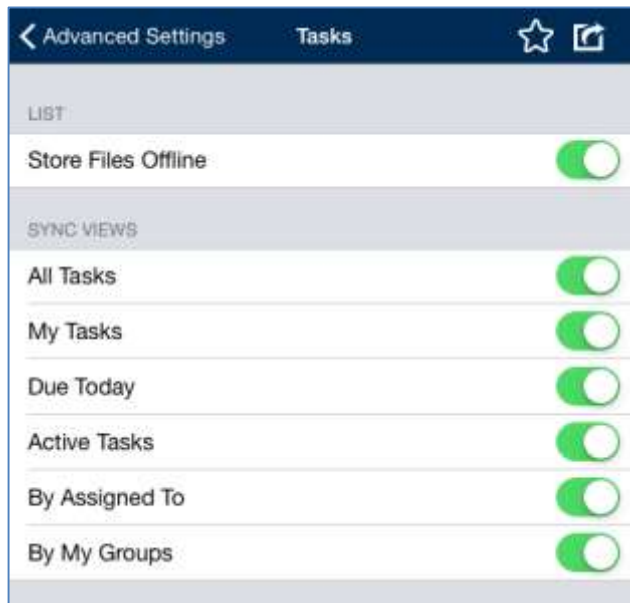 Advanced Settings Tasks
LIST
Store Files Offline
SYNC VIEWS
All Tasks
My Tasks
Due Today
Active Tasks
By Assigned To
By My Groups